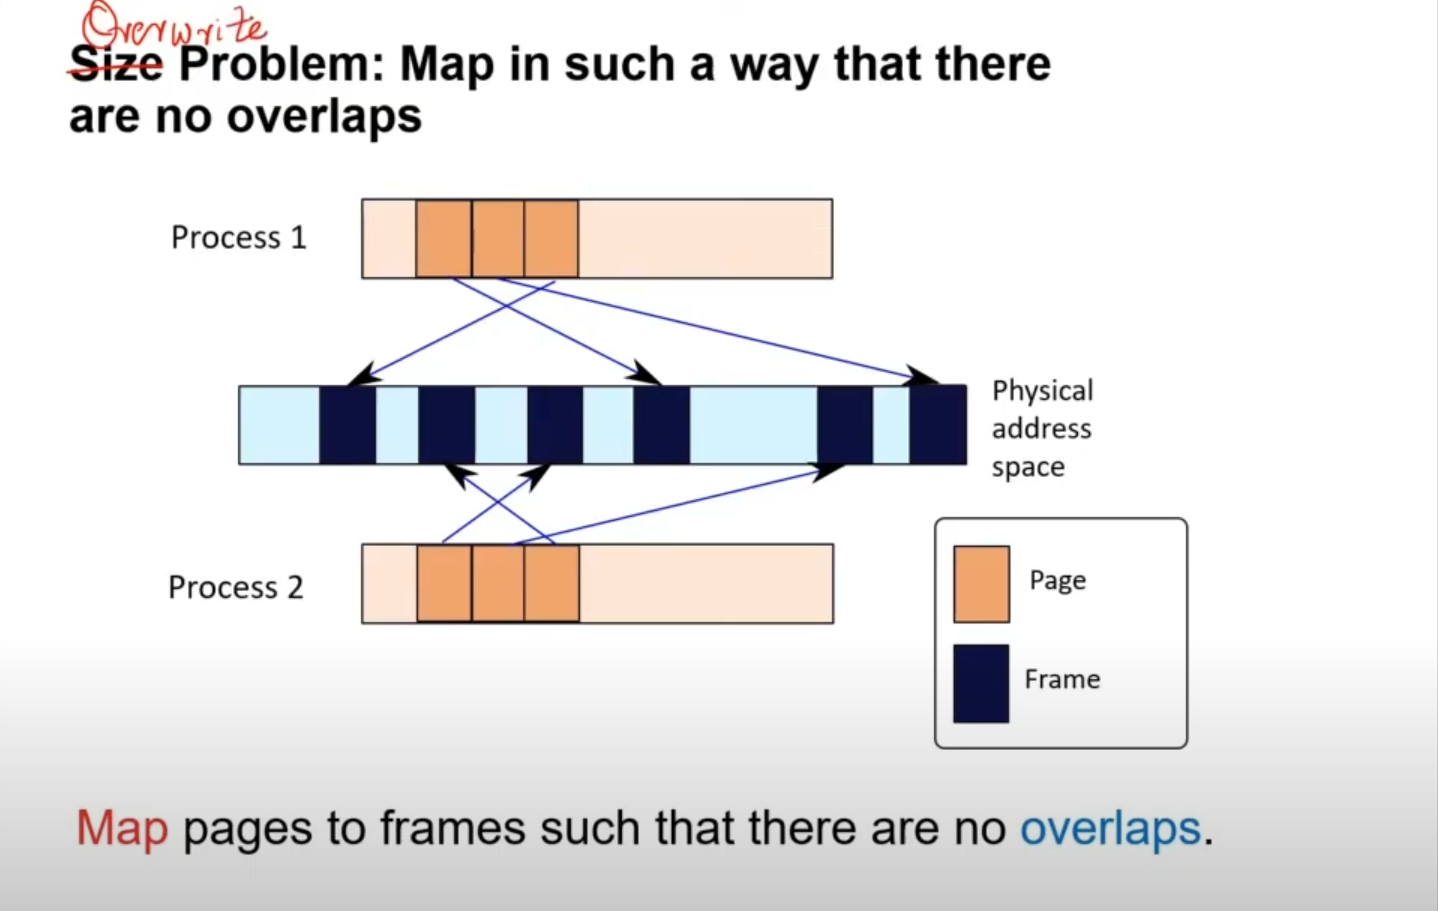 Overwrite
Size Problem: Map in such a way that there
are no overlaps
Process 1
Physical
address
space
Process 2
Page
Frame
Map pages to frames such that there are no overlaps.